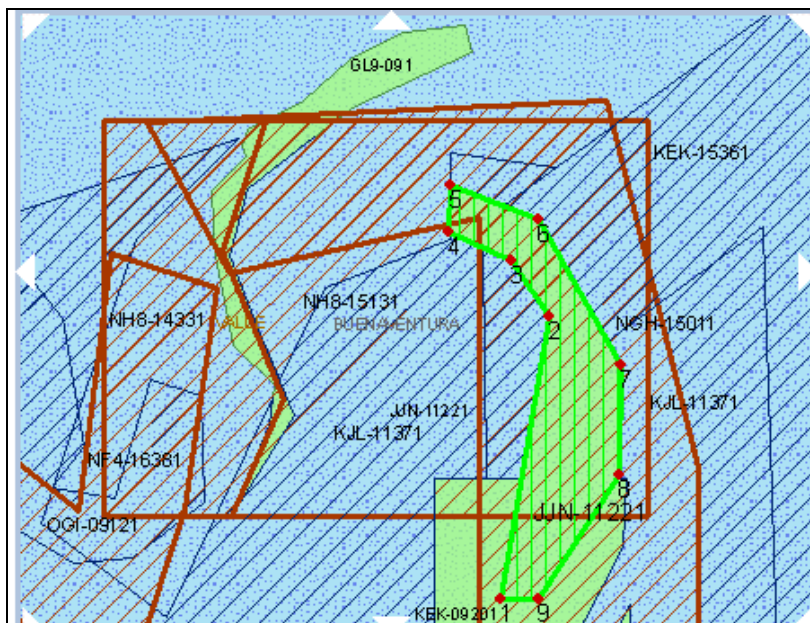 GL9-091
KEK-15361
5
6
4
3
NH8-15131
NH8-14331
VALLE
BUENAVENTURA
2
NGH-15011
7
JJN-11221
KJL-11371
KJL-11371
NF4-16381
8
JJN-11221
OGI-09121
KEK-09201
1
9